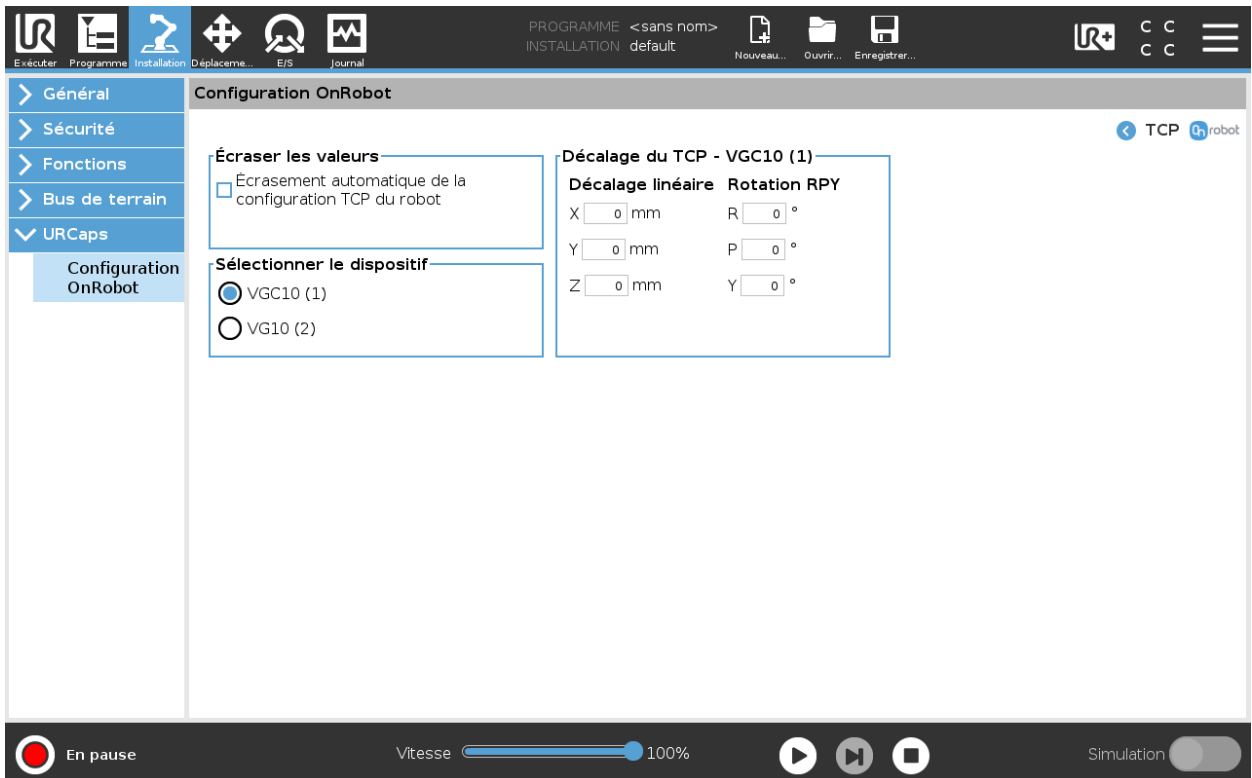 PROGRAMME <sans nom>
INSTALLATION default
Exécuter Programme Installation Déplaceme... E/S Journal
Nouveau... Ouvrir... Enregistrer...
UR+
C C
C C
Général
Sécurité
Fonctions
Bus de terrain
URCaps
Configuration
OnRobot
Configuration OnRobot
TCP
OnRobot
Écraser les valeurs
Écrasement automatique de la
configuration TCP du robot
Sélectionner le dispositif
VGC10 (1)
VG10 (2)
Décalage du TCP - VGC10 (1)
Décalage linéaire Rotation RPY
X 0 mm R 0 °
Y 0 mm P 0 °
Z 0 mm Y 0 °
En pause
Vitesse 100%
Simulation